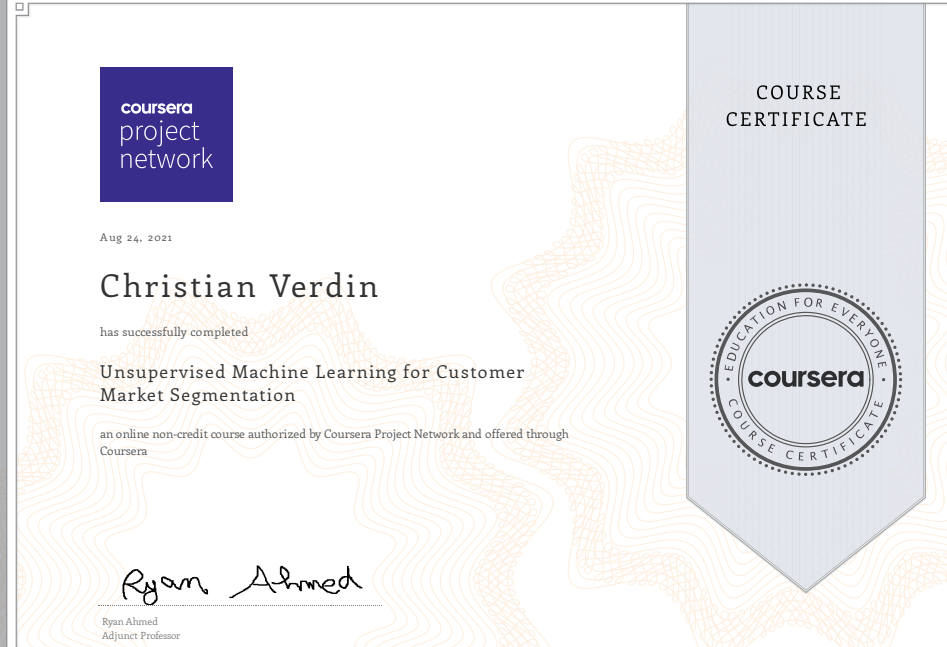 coursera
project
network
COURSE
CERTIFICATE
Aug 24, 2021
Christian Verdin
has successfully completed
Unsupervised Machine Learning for Customer
Market Segmentation
an online non-credit course authorized by Coursera Project Network and offered through
Coursera
EDUCATION FOR EVERYONE
coursera
COURSE CERTIFICATE
Ryan Ahmed
Ryan Ahmed
Adjunct Professor